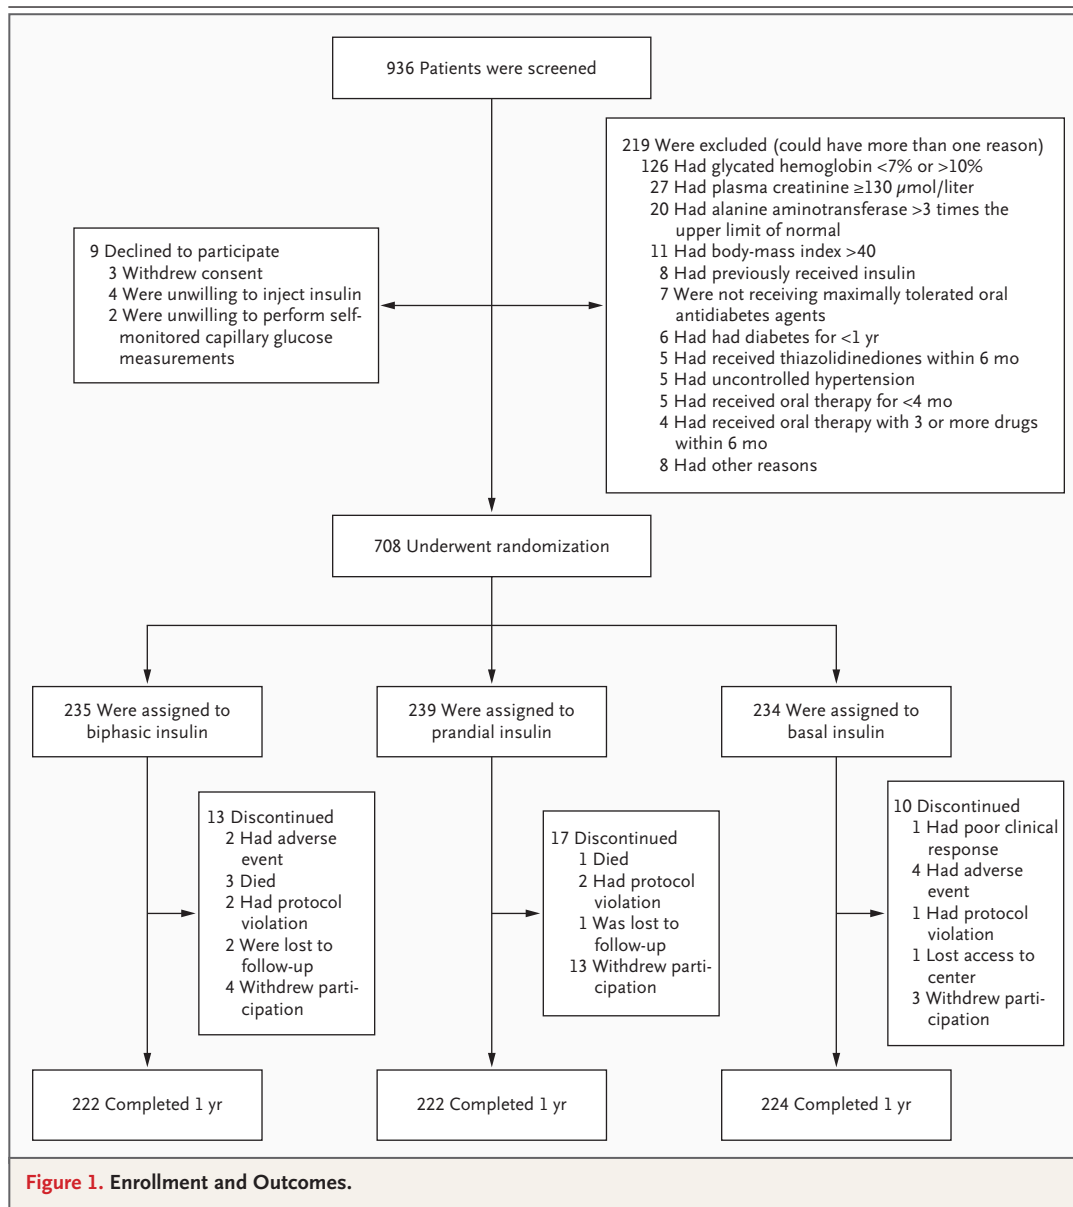 936 Patients were screened
219 Were excluded (could have more than one reason)
126 Had glycated hemoglobin <7% or >10%
27 Had plasma creatinine ≥130 µmol/liter
20 Had alanine aminotransferase >3 times the
upper limit of normal
11 Had body-mass index >40
8 Had previously received insulin
7 Were not receiving maximally tolerated oral
antidiabetes agents
6 Had had diabetes for <1 yr
5 Had received thiazolidinediones within 6 mo
5 Had uncontrolled hypertension
5 Had received oral therapy for <4 mo
4 Had received oral therapy with 3 or more drugs
within 6 mo
8 Had other reasons
9 Declined to participate
3 Withdrew consent
4 Were unwilling to inject insulin
2 Were unwilling to perform self-
monitored capillary glucose
measurements
708 Underwent randomization
235 Were assigned to
biphasic insulin
239 Were assigned to
prandial insulin
234 Were assigned to
basal insulin
13 Discontinued
2 Had adverse
event
3 Died
2 Had protocol
violation
2 Were lost to
follow-up
4 Withdrew parti-
cipation
17 Discontinued
1 Died
2 Had protocol
violation
1 Was lost to
follow-up
13 Withdrew parti-
cipation
10 Discontinued
1 Had poor clinical
response
4 Had adverse
event
1 Had protocol
violation
1 Lost access to
center
3 Withdrew parti-
cipation
222 Completed 1 yr
222 Completed 1 yr
224 Completed 1 yr
Figure 1. Enrollment and Outcomes.